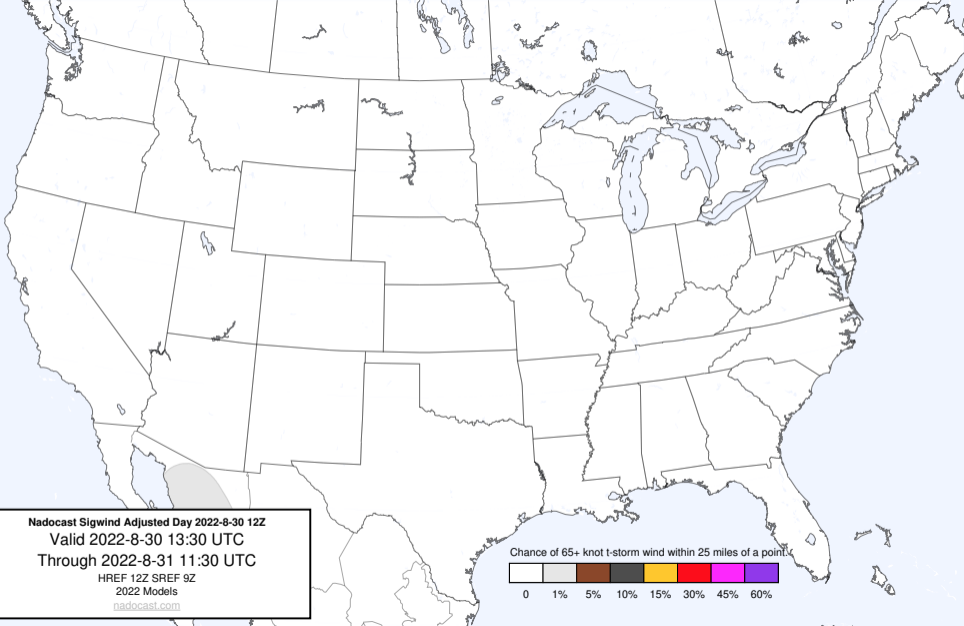 Nadocast Sigwind Adjusted Day 2022-8-30 12Z
Valid 2022-8-30 13:30 UTC
Through 2022-8-31 11:30 UTC
HREF 12Z SREF 9Z
2022 Models
nadocast.com
Chance of 65+ knot t-storm wind within 25 miles of a point.
0 1% 5% 10% 15% 30% 45% 60%